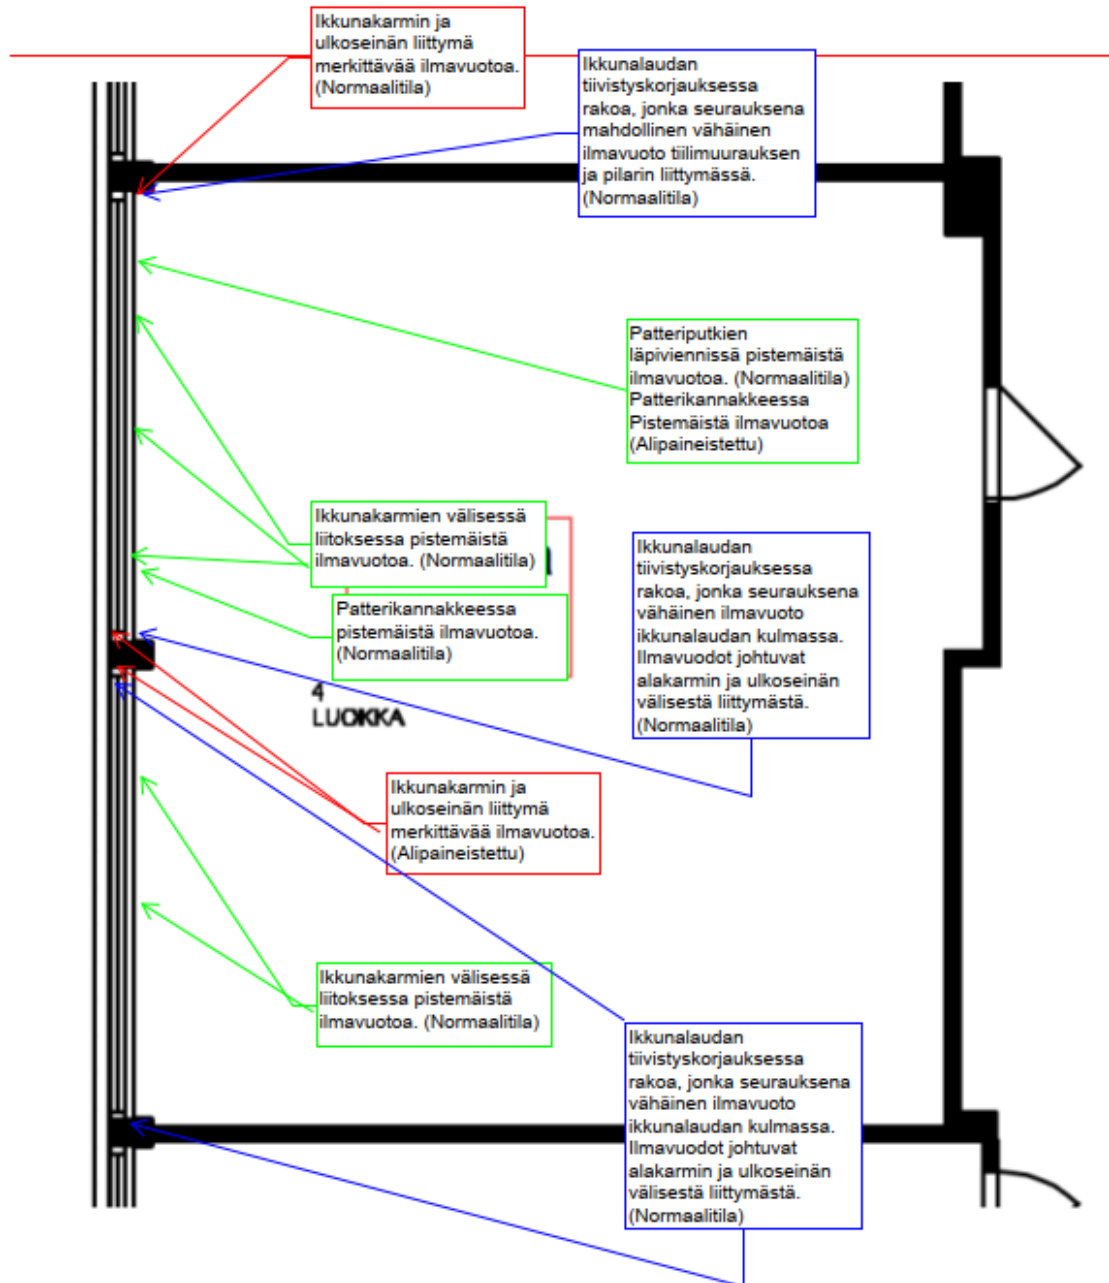 Ikkunakarmin ja
ulkoseinän liittymä
merkittävää ilmavuotoa.
(Normaalitila)
Ikkunalaudan
tiivistyskorjauksessa
rakoa, jonka seurauksena
mahdollinen vähäinen
ilmavuoto tiilimuurauksen
ja pilarin liittymässä.
(Normaalitila)
Patteriputkien
läpiviennissä pistemäistä
ilmavuotoa. (Normaalitila)
Patterikannakkeessa
Pistemäistä ilmavuotoa
(Alipaineistettu)
Ikkunakarmien välisessä
liitoksessa pistemäistä
ilmavuotoa. (Normaalitila)
Ikkunalaudan
tiivistyskorjauksessa
rakoa, jonka seurauksena
vähäinen ilmavuoto
ikkunalaudan kulmassa.
Ilmavuodot johtuvat
alakarmin ja ulkoseinän
välisestä liittymästä.
(Normaalitila)
Patterikannakkeessa
pistemäistä ilmavuotoa.
(Normaalitila)
4
LUOKKA
Ikkunakarmin ja
ulkoseinän liittymä
merkittävää ilmavuotoa.
(Alipaineistettu)
Ikkunakarmien välisessä
liitoksessa pistemäistä
ilmavuotoa. (Normaalitila)
Ikkunalaudan
tiivistyskorjauksessa
rakoa, jonka seurauksena
vähäinen ilmavuoto
ikkunalaudan kulmassa.
Ilmavuodot johtuvat
alakarmin ja ulkoseinän
välisestä liittymästä.
(Normaalitila)